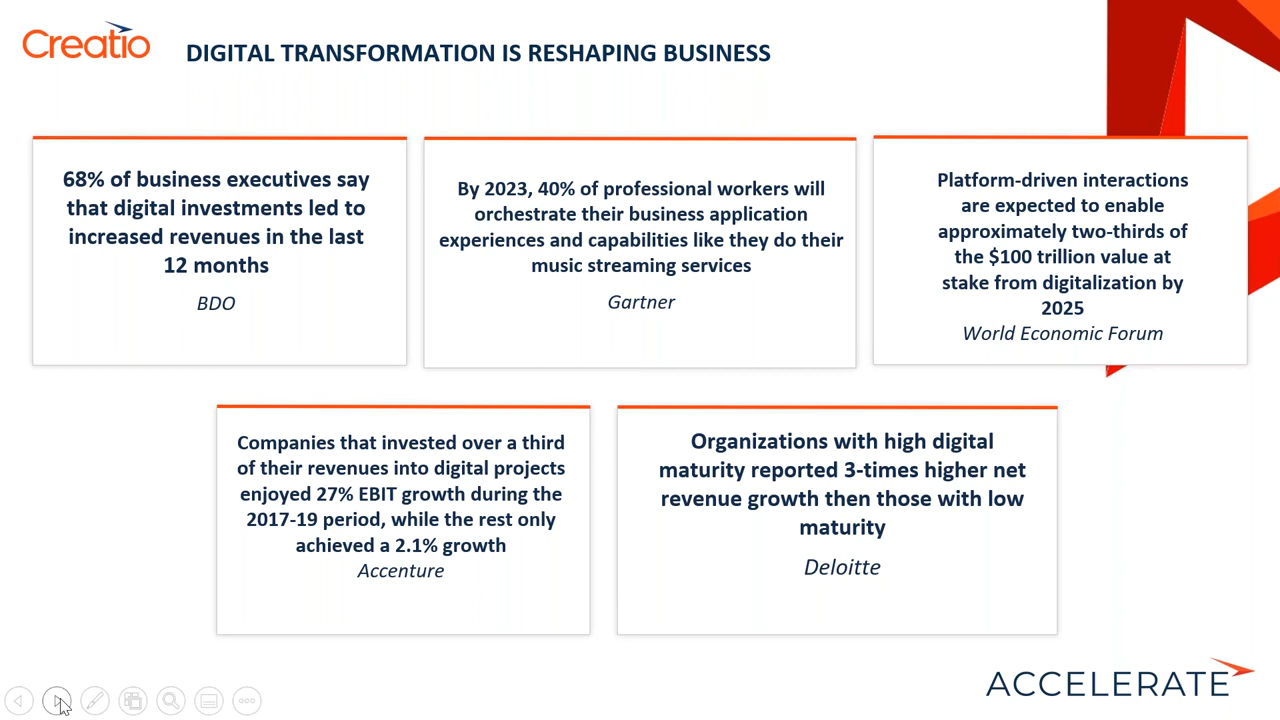 Creatio
DIGITAL TRANSFORMATION IS RESHAPING BUSINESS
68% of business executives say
that digital investments led to
increased revenues in the last
12 months
BDO
By 2023, 40% of professional workers will
orchestrate their business application
experiences and capabilities like they do their
music streaming services
Gartner
Platform-driven interactions
are expected to enable
approximately two-thirds of
the $100 trillion value at
stake from digitalization by
2025
World Economic Forum
Companies that invested over a third
of their revenues into digital projects
enjoyed 27% EBIT growth during the
2017-19 period, while the rest only
achieved a 2.1% growth
Accenture
Organizations with high digital
maturity reported 3-times higher net
revenue growth then those with low
maturity
Deloitte
ACCELERATE